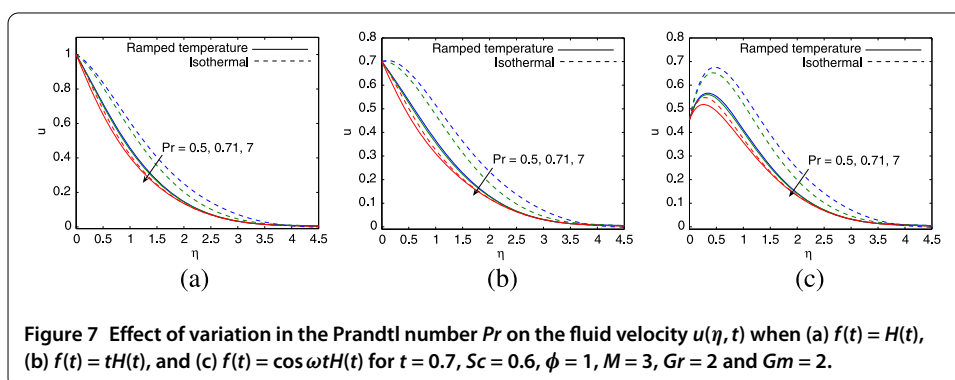 Ramped temperature
Isothermal
1
0.8
0.6
0.4
0.2
0
u
Pr = 0.5, 0.71, 7
0 0.5 1 1.5 2 2.5 3 3.5 4 4.5
η
(a)
Ramped temperature
Isothermal
0.8
0.7
0.6
0.5
0.4
0.3
0.2
0.1
0
u
Pr = 0.5, 0.71, 7
0 0.5 1 1.5 2 2.5 3 3.5 4 4.5
η
(b)
Ramped temperature
Isothermal
0.8
0.7
0.6
0.5
0.4
0.3
0.2
0.1
0
u
Pr = 0.5, 0.71, 7
0 0.5 1 1.5 2 2.5 3 3.5 4 4.5
η
(c)
Figure 7 Effect of variation in the Prandtl number Pr on the fluid velocity u(η, t) when (a) f(t) = H(t),
(b) f(t) = tH(t), and (c) f(t) = cos ωtH(t) for t = 0.7, Sc = 0.6, ϕ = 1, M = 3, Gr = 2 and Gm = 2.